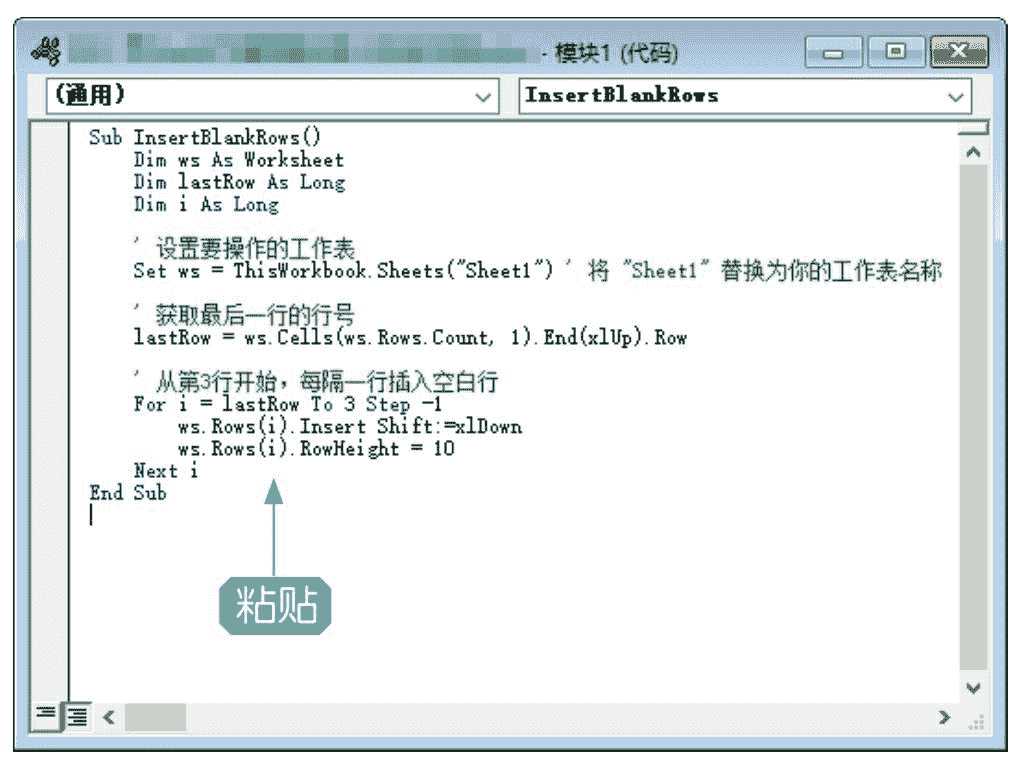 - 模块1 (代码)
(通用)
InsertBlankRows
Sub InsertBlankRows()
Dim ws As Worksheet
Dim lastRow As Long
Dim i As Long
' 设置要操作的工作表
Set ws = ThisWorkbook.Sheets("Sheet1") ' 将 "Sheet1" 替换为你的工作表名称
' 获取最后一行的行号
lastRow = ws.Cells(ws.Rows.Count, 1).End(xlUp).Row
' 从第3行开始，每隔一行插入空白行
For i = lastRow To 3 Step -1
ws.Rows(i).Insert Shift:=xlDown
ws.Rows(i).RowHeight = 10
Next i
End Sub
粘贴